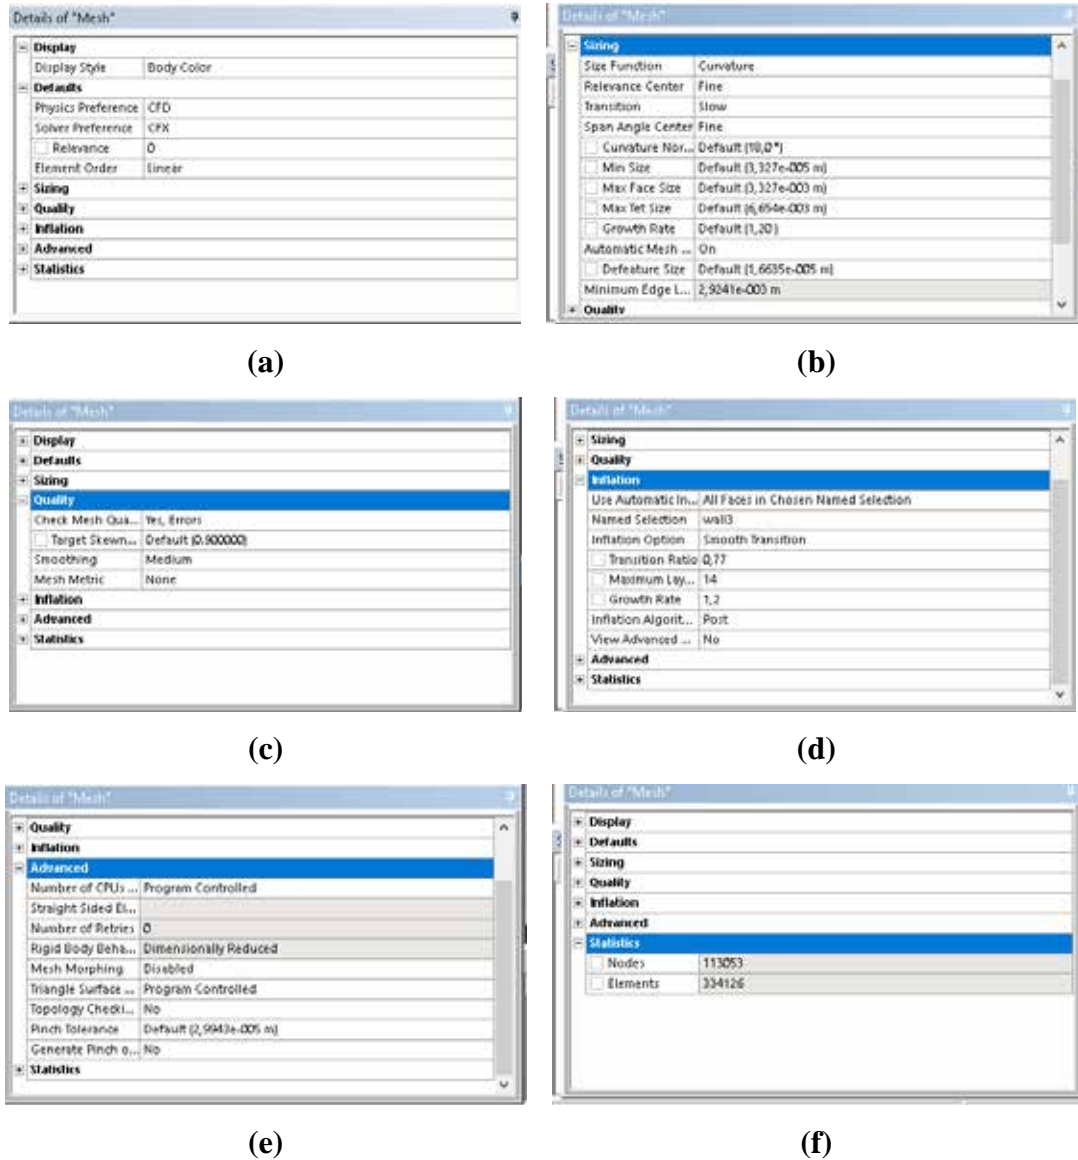 Details of "Mesh"
Display
Display Style Body Color
Defaults
Physics Preference CFD
Solver Preference CFX
Relevance 0
Element Order Linear
Sizing
Quality
Inflation
Advanced
Statistics
(a)
Details of "Mesh"
Sizing
Size Function Curvature
Relevance Center Fine
Transition Slow
Span Angle Center Fine
Curvature Nor... Default (18,0°)
Min Size Default (3,327e-005 m)
Max Face Size Default (3,327e-003 m)
Max Tet Size Default (6,654e-003 m)
Growth Rate Default (1,20)
Automatic Mesh ... On
Defeature Size Default (1,6635e-005 m)
Minimum Edge L... 2,9241e-003 m
Quality
(b)
Details of "Mesh"
Display
Defaults
Sizing
Quality
Check Mesh Qua... Yes, Errors
Target Skewn... Default (0.900000)
Smoothing Medium
Mesh Metric None
Inflation
Advanced
Statistics
(c)
Details of "Mesh"
Sizing
Quality
Inflation
Use Automatic In... All Faces in Chosen Named Selection
Named Selection wall3
Inflation Option Smooth Transition
Transition Ratio 0,77
Maximum Lay... 14
Growth Rate 1,2
Inflation Algorit... Post
View Advanced ... No
Advanced
Statistics
(d)
Details of "Mesh"
Quality
Inflation
Advanced
Number of CPUs ... Program Controlled
Straight Sided El...
Number of Retries 0
Rigid Body Beha... Dimensionally Reduced
Mesh Morphing Disabled
Triangle Surface ... Program Controlled
Topology Checki... No
Pinch Tolerance Default (2,9943e-005 m)
Generate Pinch o... No
Statistics
(e)
Details of "Mesh"
Display
Defaults
Sizing
Quality
Inflation
Advanced
Statistics
Nodes 113053
Elements 334126
(f)